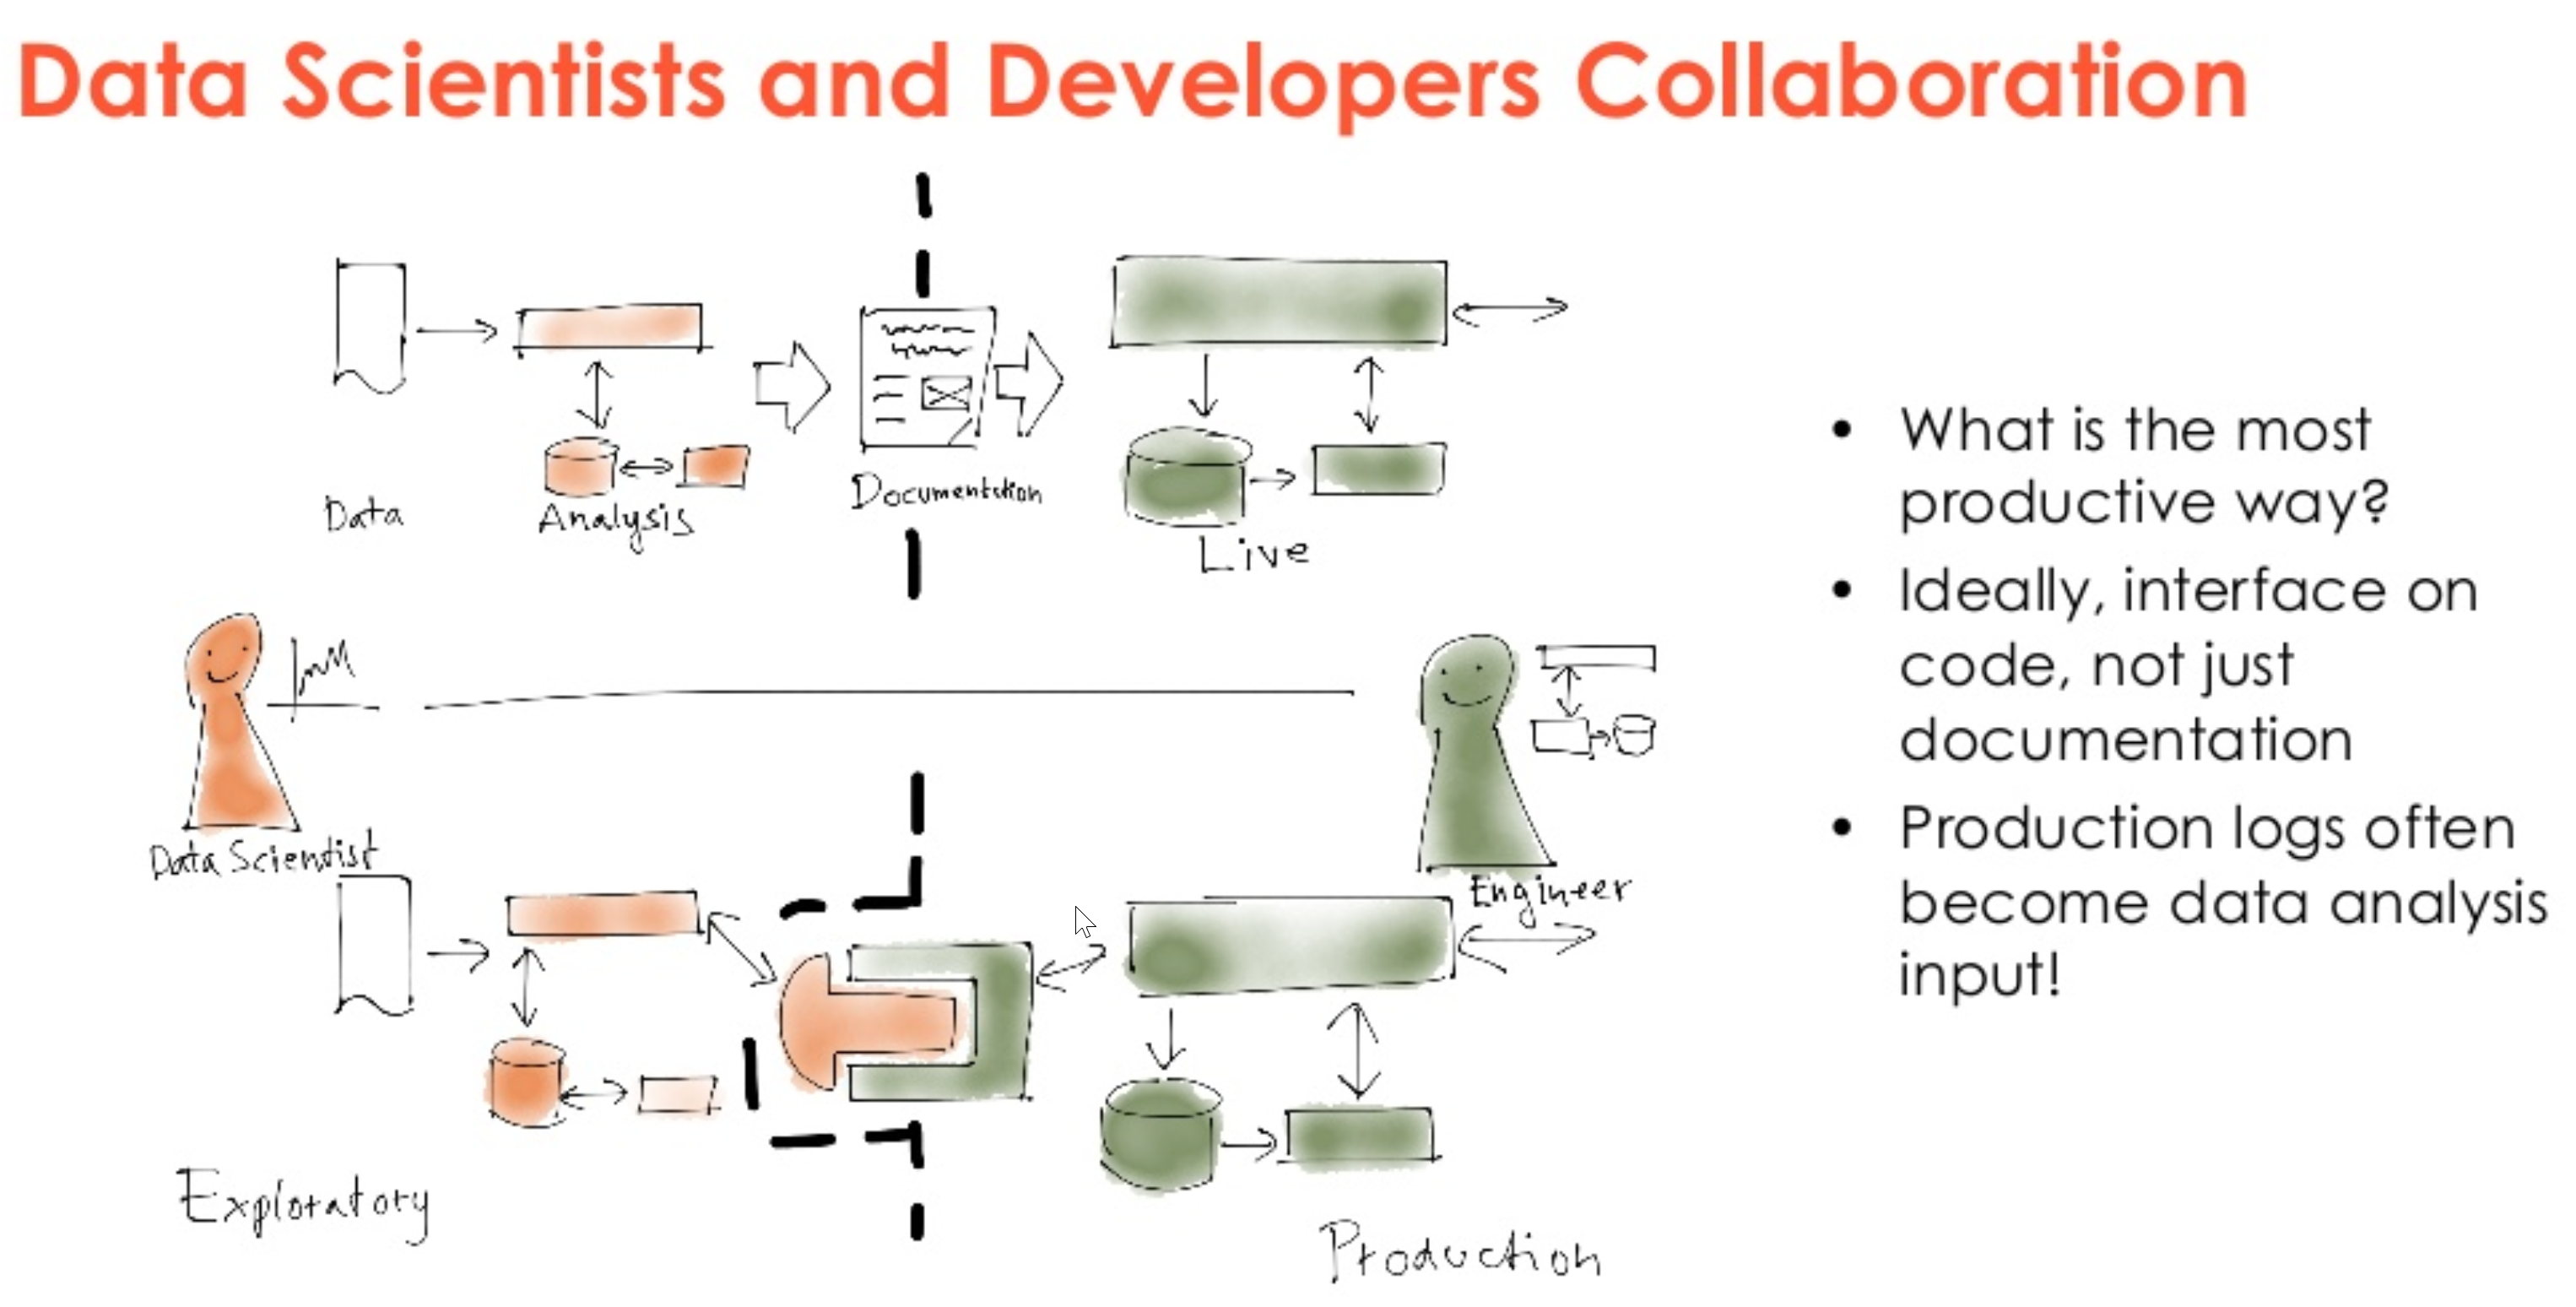 Data Scientists and Developers Collaboration
Data
Analysis
Documentation
Live
Data Scientist
Engineer
Exploratory
Production
• What is the most
productive way?
• Ideally, interface on
code, not just
documentation
• Production logs often
become data analysis
input!